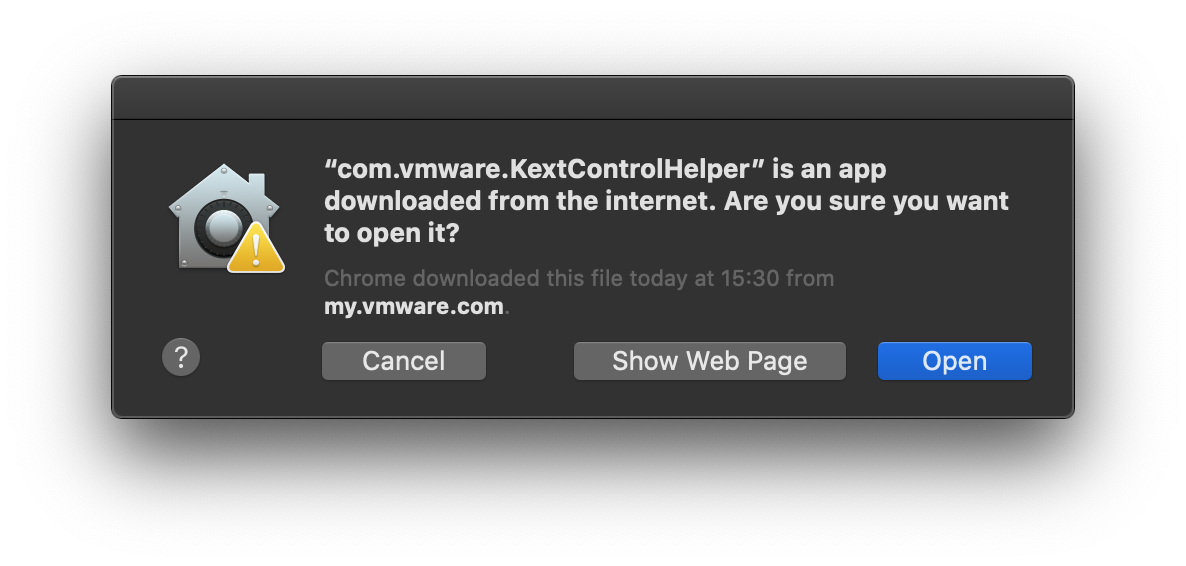 “com.vmware.KextControlHelper” is an app
downloaded from the internet. Are you sure you want
to open it?
Chrome downloaded this file today at 15:30 from
my.vmware.com.
?
Cancel
Show Web Page
Open